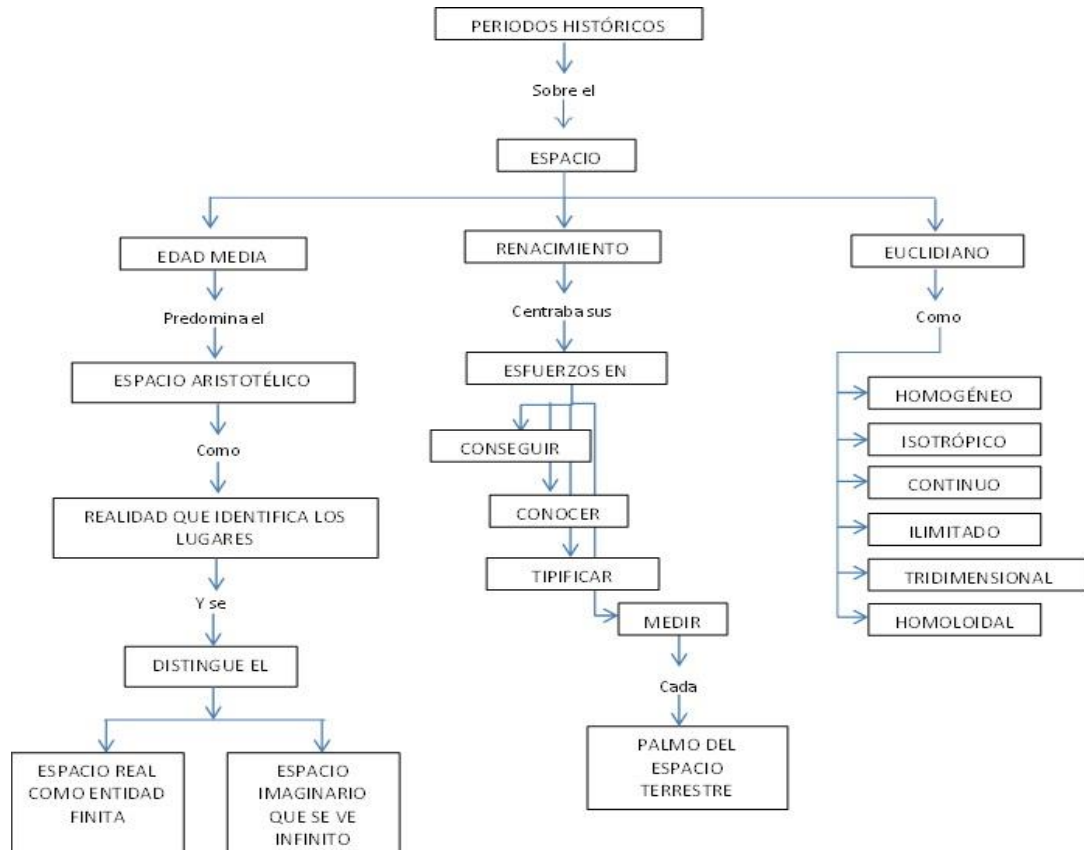 PERIODOS HISTÓRICOS
Sobre el
ESPACIO
EDAD MEDIA
RENACIMIENTO
EUCLIDIANO
Predomina el
Centraba sus
Como
ESPACIO ARISTOTÉLICO
ESFUERZOS EN
HOMOGÉNEO
CONSEGUIR
ISOTRÓPICO
Como
CONTINUO
REALIDAD QUE IDENTIFICA LOS
LUGARES
CONOCER
ILIMITADO
TIPIFICAR
TRIDIMENSIONAL
Y se
MEDIR
HOMOLOIDAL
DISTINGUE EL
Cada
ESPACIO REAL
COMO ENTIDAD
FINITA
ESPACIO
IMAGINARIO
QUE SE VE
INFINITO
PALMO DEL
ESPACIO
TERRESTRE